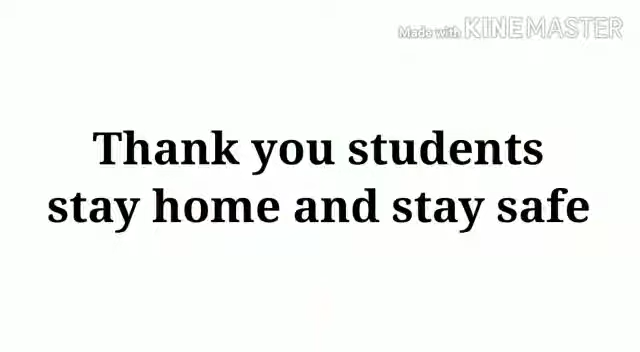 Made with KINEMASTER
Thank you students
stay home and stay safe